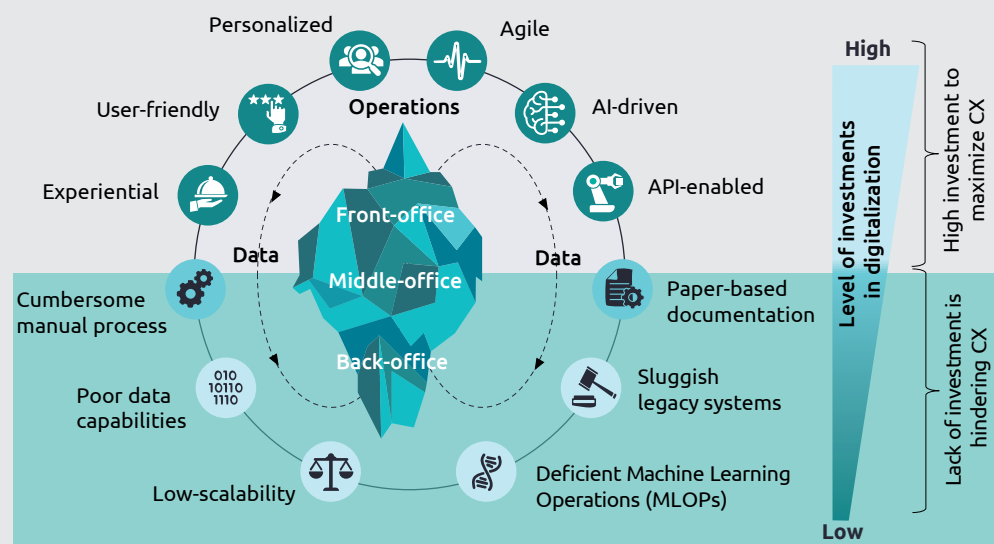 Personalized
Agile
User-friendly
Operations
AI-driven
Experiential
API-enabled
Front-office
Data
Data
Middle-office
Cumbersome
manual process
Paper-based
documentation
Back-office
010
10110
1110
Poor data
capabilities
Sluggish
legacy systems
Low-scalability
Deficient Machine Learning
Operations (MLOPs)
High
Level of investments
in digitalization
Low
High investment to
maximize CX
Lack of investment is
hindering CX